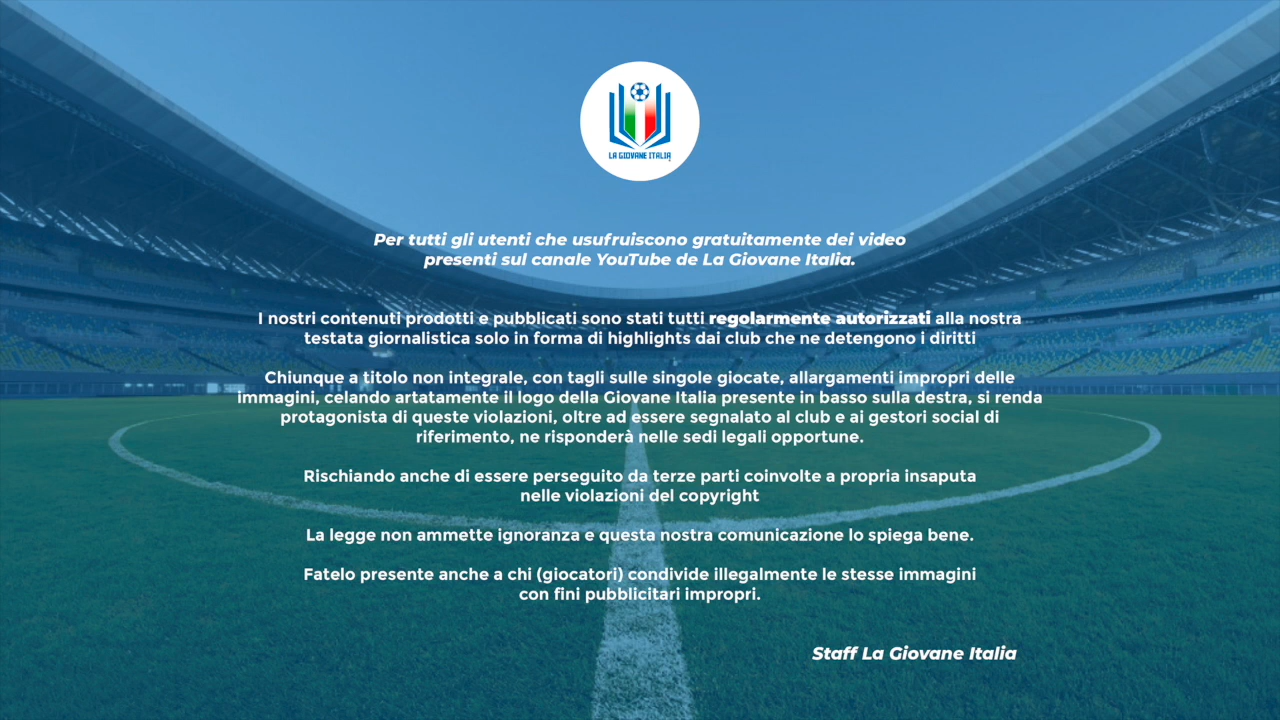 LA GIOVANE ITALIA
Per tutti gli utenti che usufruiscono gratuitamente dei video
presenti sul canale YouTube de La Giovane Italia.
I nostri contenuti prodotti e pubblicati sono stati tutti regolarmente autorizzati alla nostra
testata giornalistica solo in forma di highlights dai club che ne detengono i diritti
Chiunque a titolo non integrale, con tagli sulle singole giocate, allargamenti impropri delle
immagini, celando artatamente il logo della Giovane Italia presente in basso sulla destra, si renda
protagonista di queste violazioni, oltre ad essere segnalato al club e ai gestori social di
riferimento, ne risponderà nelle sedi legali opportune.
Rischiando anche di essere perseguito da terze parti coinvolte a propria insaputa
nelle violazioni del copyright
La legge non ammette ignoranza e questa nostra comunicazione lo spiega bene.
Fatelo presente anche a chi (giocatori) condivide illegalmente le stesse immagini
con fini pubblicitari impropri.
Staff La Giovane Italia